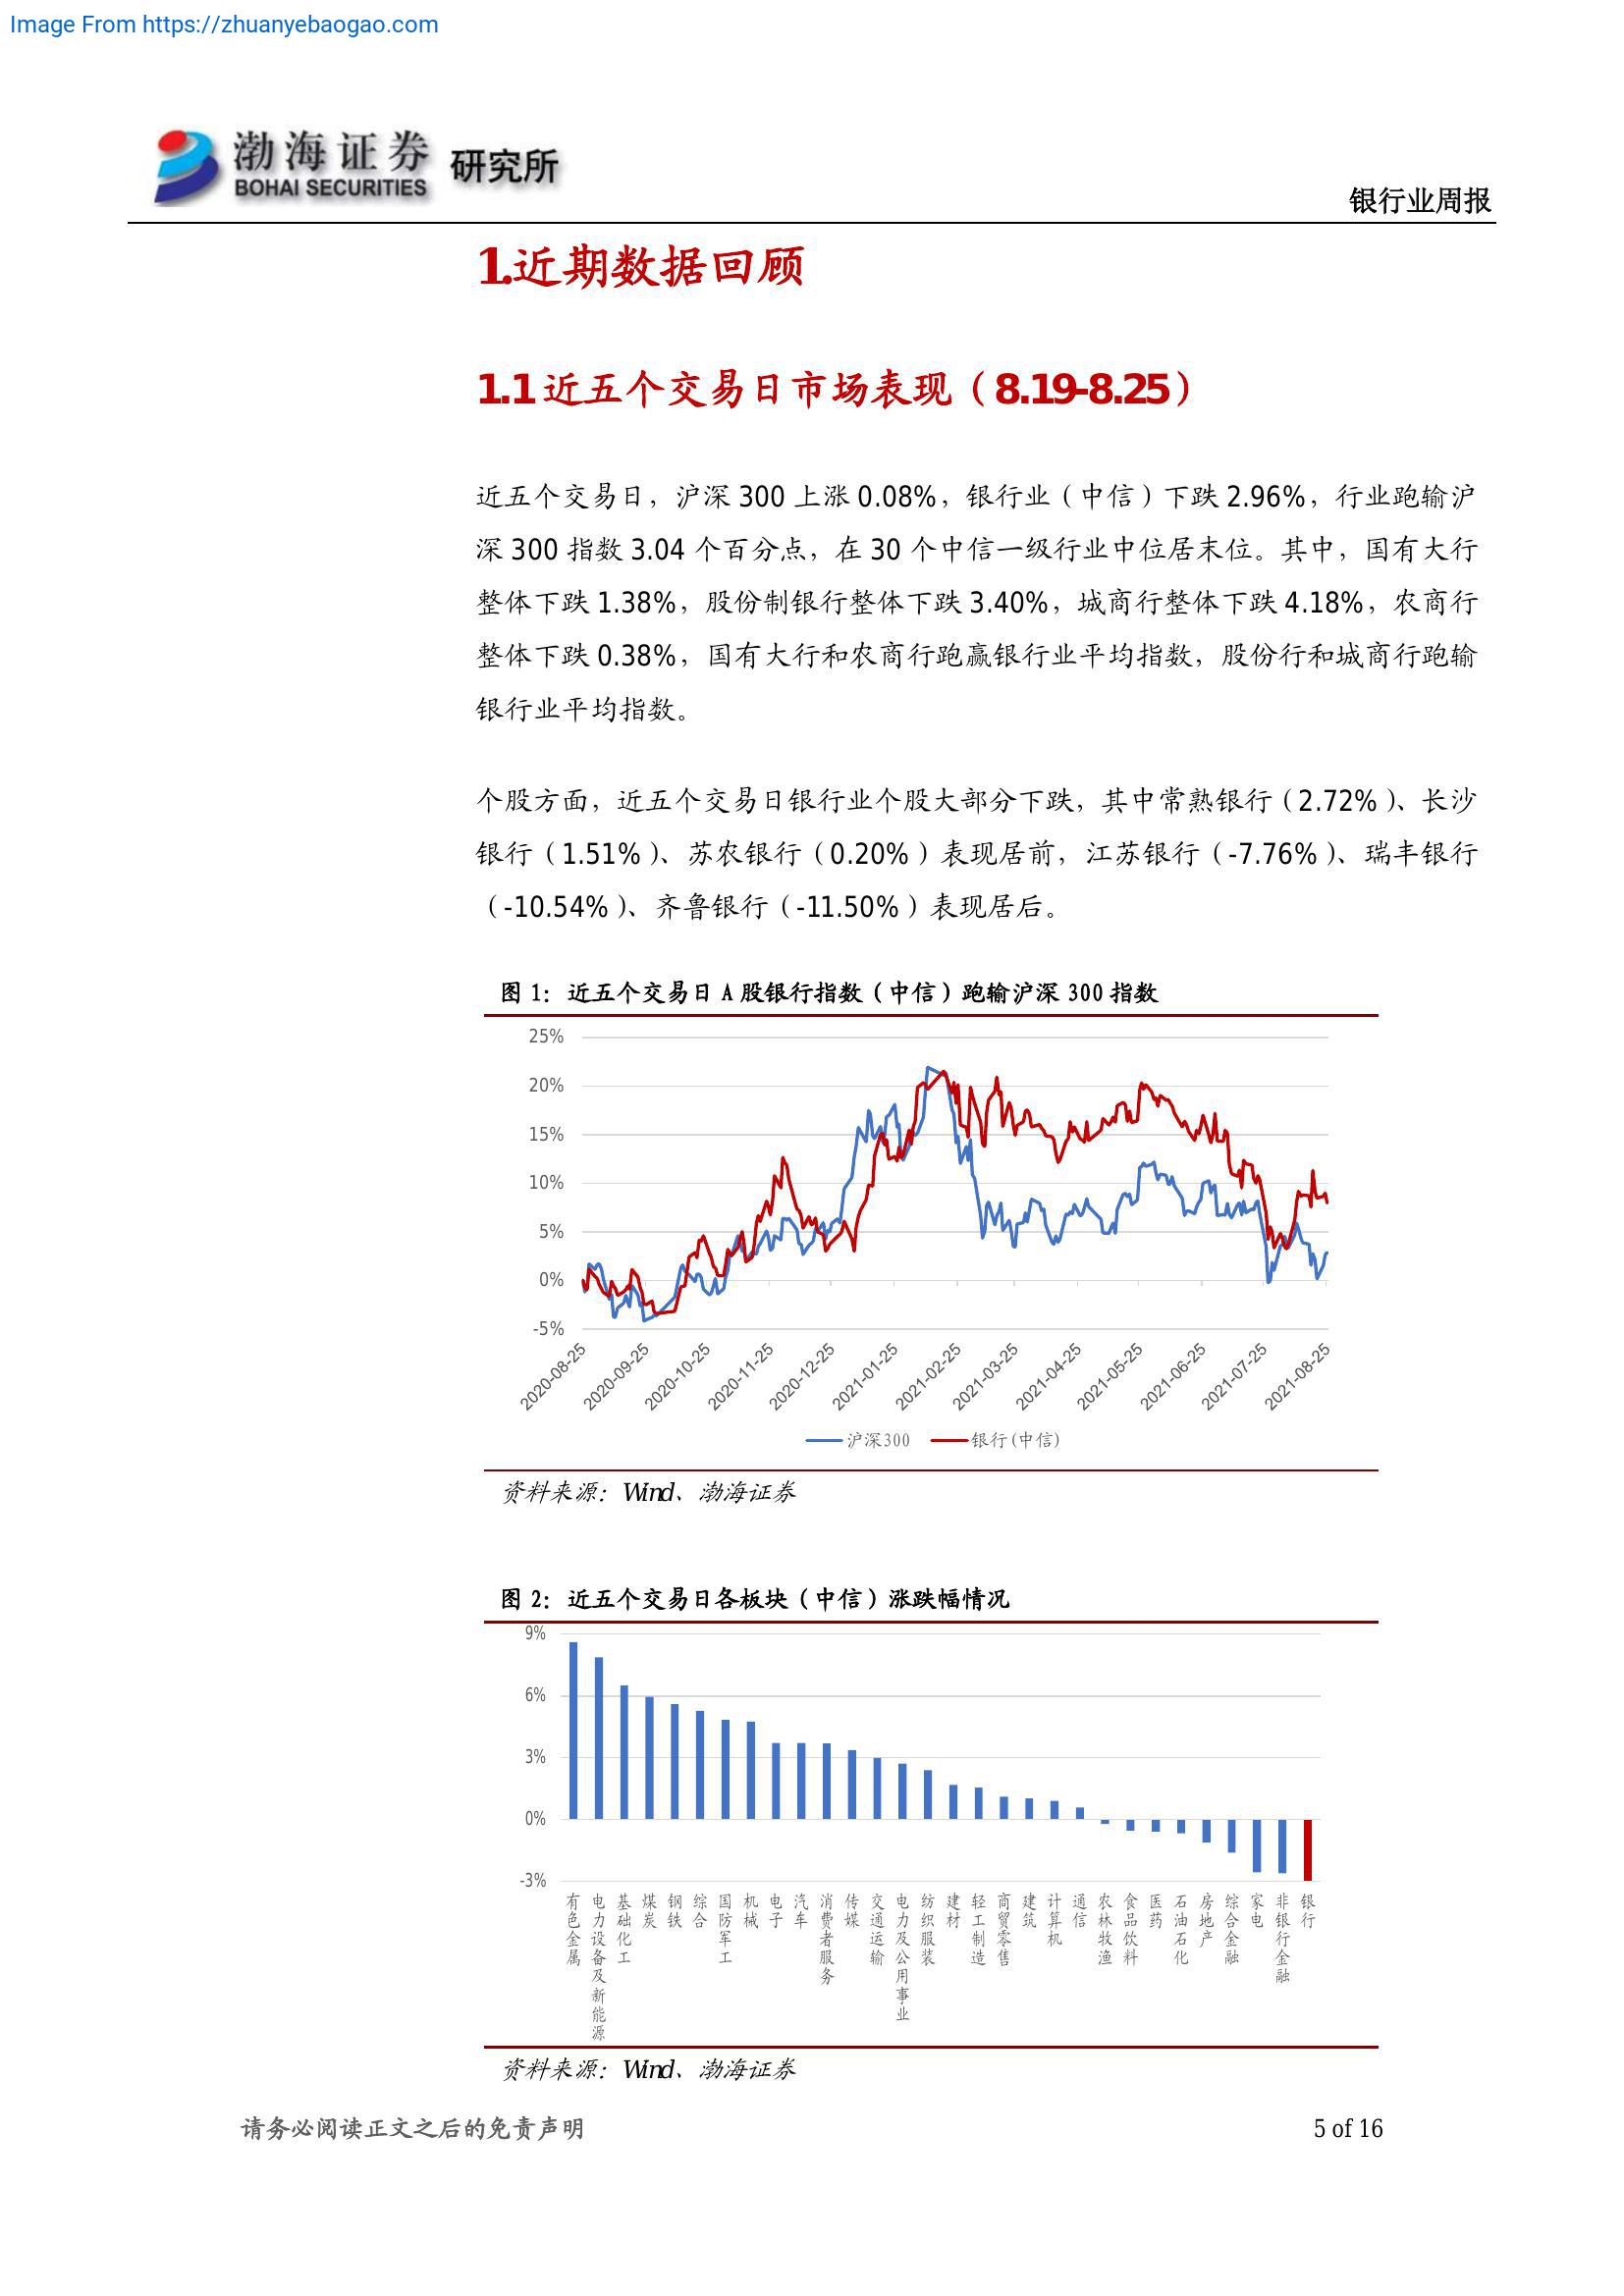 Image From https://zhuanyebaogao.com
渤海证券 研究所
BOHAI SECURITIES
银行业周报
1.近期数据回顾
1.1 近五个交易日市场表现（8.19-8.25）
近五个交易日，沪深 300 上涨 0.08%，银行业（中信）下跌 2.96%，行业跑输沪
深 300 指数 3.04 个百分点，在 30 个中信一级行业中位居末位。其中，国有大行
整体下跌 1.38%，股份制银行整体下跌 3.40%，城商行整体下跌 4.18%，农商行
整体下跌 0.38%，国有大行和农商行跑赢银行业平均指数，股份行和城商行跑输
银行业平均指数。
个股方面，近五个交易日银行业个股大部分下跌，其中常熟银行（2.72%）、长沙
银行（1.51%）、苏农银行（0.20%）表现居前，江苏银行（-7.76%）、瑞丰银行
（-10.54%）、齐鲁银行（-11.50%）表现居后。
图 1：近五个交易日 A 股银行指数（中信）跑输沪深 300 指数
25%
20%
15%
10%
5%
0%
-5%
2020-08-25
2020-09-25
2020-10-25
2020-11-25
2020-12-25
2021-01-25
2021-02-25
2021-03-25
2021-04-25
2021-05-25
2021-06-25
2021-07-25
2021-08-25
沪深300 银行(中信)
资料来源：Wind、渤海证券
图 2：近五个交易日各板块（中信）涨跌幅情况
9%
6%
3%
0%
-3%
有色金属
电力设备及新能源
基础化工
煤炭
钢铁
综合
国防军工
机械
电子
汽车
消费者服务
传媒
交通运输
电力及公用事业
纺织服装
建材
轻工制造
商贸零售
建筑
计算机
通信
农林牧渔
食品饮料
医药
石油石化
房地产
综合金融
家电
非银行金融
银行
资料来源：Wind、渤海证券
请务必阅读正文之后的免责声明
5 of 16